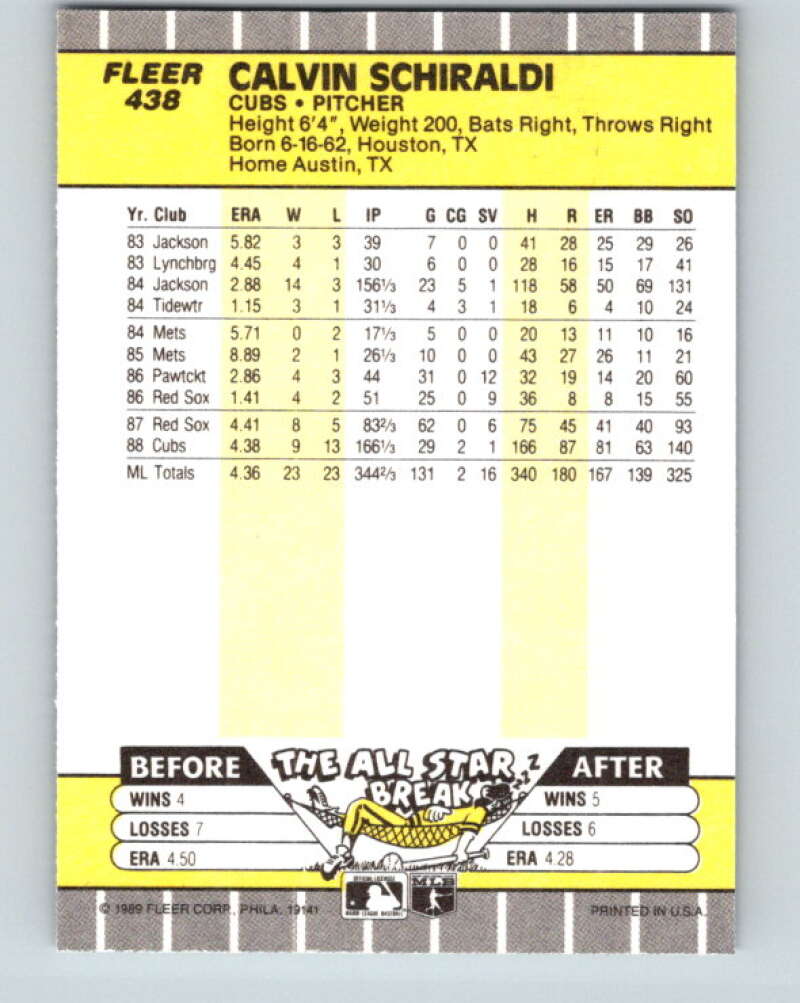 FLEER CALVIN SCHIRALDI
438 CUBS • PITCHER
Height 6'4", Weight 200, Bats Right, Throws Right
Born 6-16-62, Houston, TX
Home Austin, TX
Yr. Club ERA W L IP G CG SV H R ER BB SO
83 Jackson 5.82 3 3 39 7 0 0 41 28 25 29 26
83 Lynchbrg 4.45 4 1 30 6 0 0 28 16 15 17 41
84 Jackson 2.88 14 3 156⅓ 23 5 1 118 58 50 69 131
84 Tidewtr 1.15 3 1 31⅓ 4 3 1 18 6 4 10 24
84 Mets 5.71 0 2 17⅓ 5 0 0 20 13 11 10 16
85 Mets 8.89 2 1 26⅓ 10 0 0 43 27 26 11 21
86 Pawtckt 2.86 4 3 44 31 0 12 32 19 14 20 60
86 Red Sox 1.41 4 2 51 25 0 9 36 8 8 15 55
87 Red Sox 4.41 8 5 83⅔ 62 0 6 75 45 41 40 93
88 Cubs 4.38 9 13 166⅓ 29 2 1 166 87 81 63 140
ML Totals 4.36 23 23 344⅔ 131 2 16 340 180 167 139 325
BEFORE THE ALL STAR BREAK ZZZ AFTER
WINS 4 WINS 5
LOSSES 7 LOSSES 6
ERA 4.50 ERA 4.28
OFFICIAL LICENSEE MLB
MAJOR LEAGUE BASEBALL
© 1989 FLEER CORP., PHILA. 19141 PRINTED IN U.S.A.